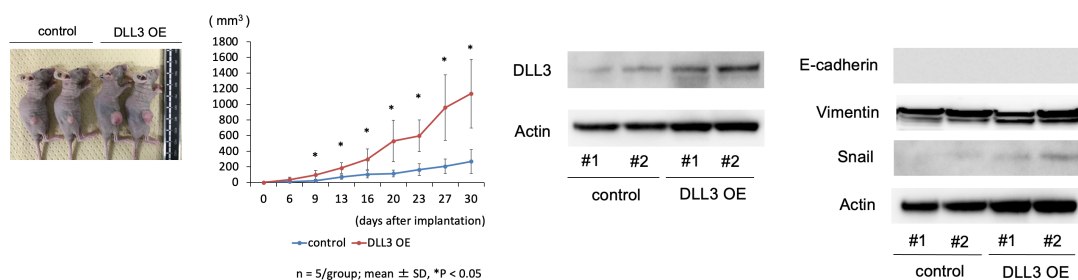 control DLL3 OE
( mm³ )
1800
1600
1400
1200
1000
800
600
400
200
0
* * * * * * *
0 6 9 13 16 20 23 27 30
(days after implantation)
control DLL3 OE
n = 5/group; mean ± SD, *P < 0.05
DLL3
Actin
#1 #2 #1 #2
control DLL3 OE
E-cadherin
Vimentin
Snail
Actin
#1 #2 #1 #2
control DLL3 OE